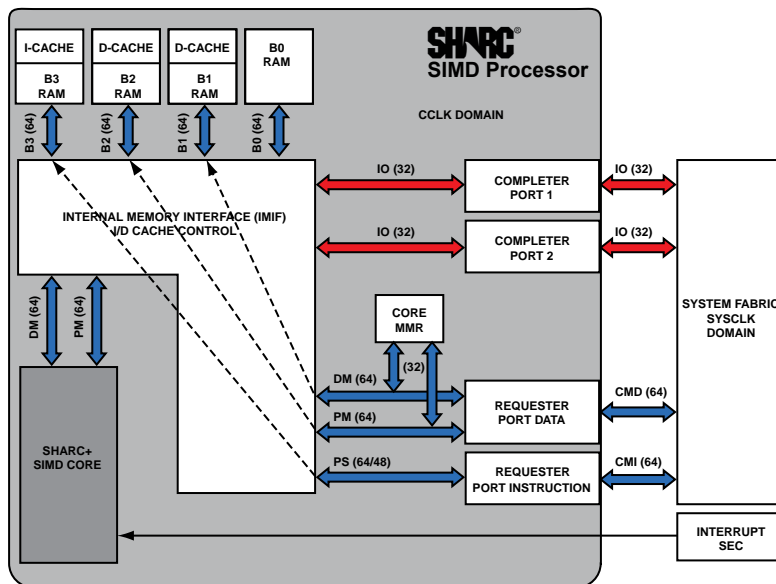 I-CACHE
B3
RAM
D-CACHE
B2
RAM
D-CACHE
B1
RAM
B0
RAM
SHARC®
SIMD Processor
CCLK DOMAIN
B3 (64)
B2 (64)
B1 (64)
B0 (64)
INTERNAL MEMORY INTERFACE (IMIF)
I/D CACHE CONTROL
IO (32)
COMPLETER
PORT 1
IO (32)
IO (32)
COMPLETER
PORT 2
IO (32)
SYSTEM FABRIC
SYSCLK
DOMAIN
DM (64)
PM (64)
CORE
MMR
(32)
DM (64)
PM (64)
REQUESTER
PORT DATA
CMD (64)
PS (64/48)
REQUESTER
PORT INSTRUCTION
CMI (64)
SHARC+
SIMD CORE
INTERRUPT
SEC